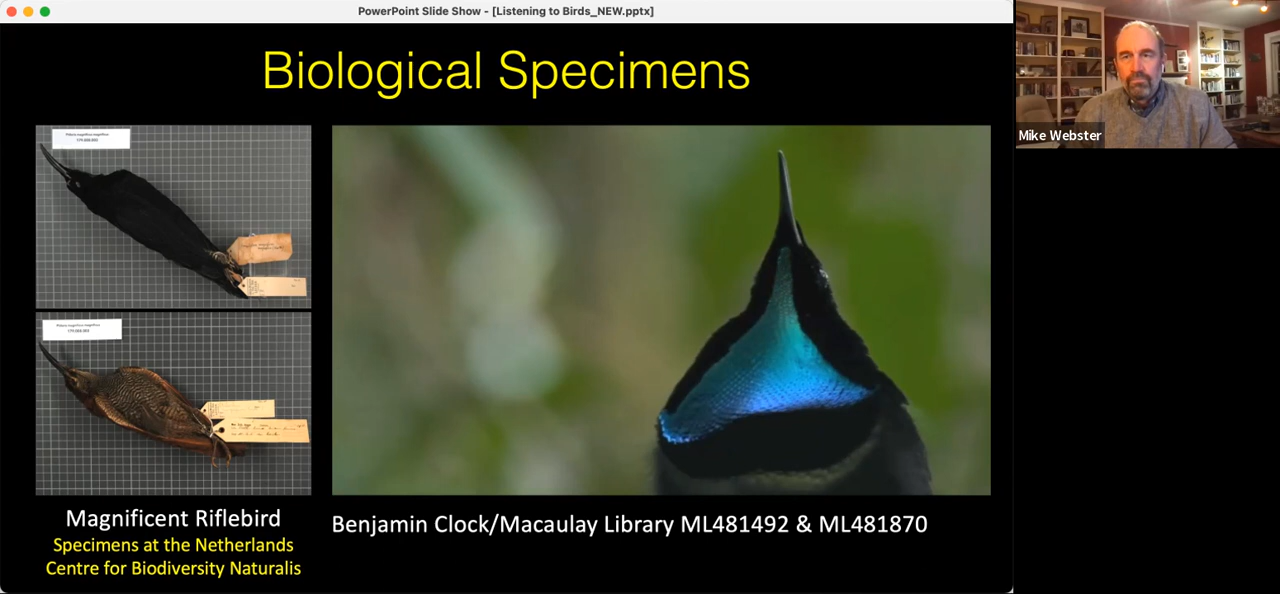 PowerPoint Slide Show - [Listening to Birds_NEW.pptx]
Biological Specimens
Mike Webster
Magnificent Riflebird
Specimens at the Netherlands
Centre for Biodiversity Naturalis
Benjamin Clock/Macaulay Library ML481492 & ML481870